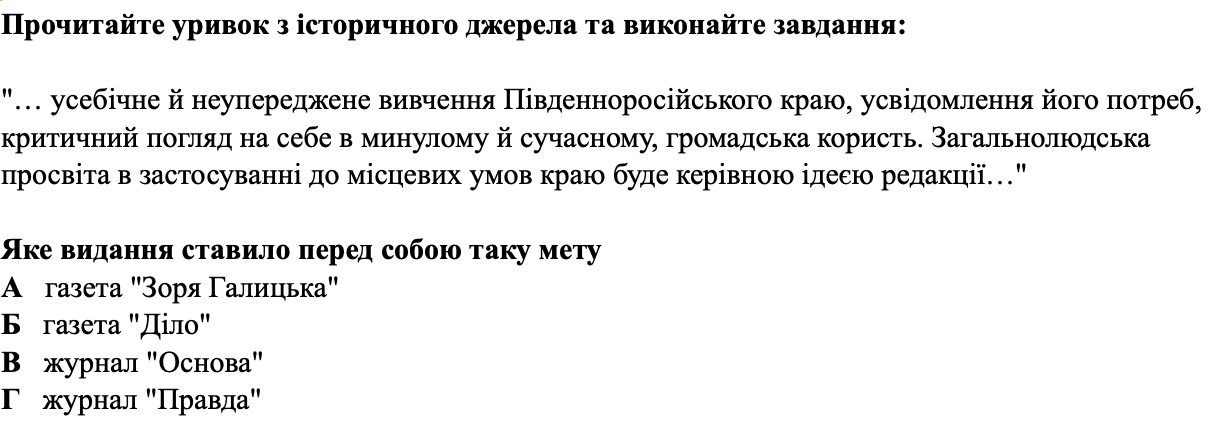 Прочитайте уривок з історичного джерела та виконайте завдання:
"… усебічне й неупереджене вивчення Південноросійського краю, усвідомлення його потреб,
критичний погляд на себе в минулому й сучасному, громадська користь. Загальнолюдська
просвіта в застосуванні до місцевих умов краю буде керівною ідеєю редакції…"
Яке видання ставило перед собою таку мету
А газета "Зоря Галицька"
Б газета "Діло"
В журнал "Основа"
Г журнал "Правда"